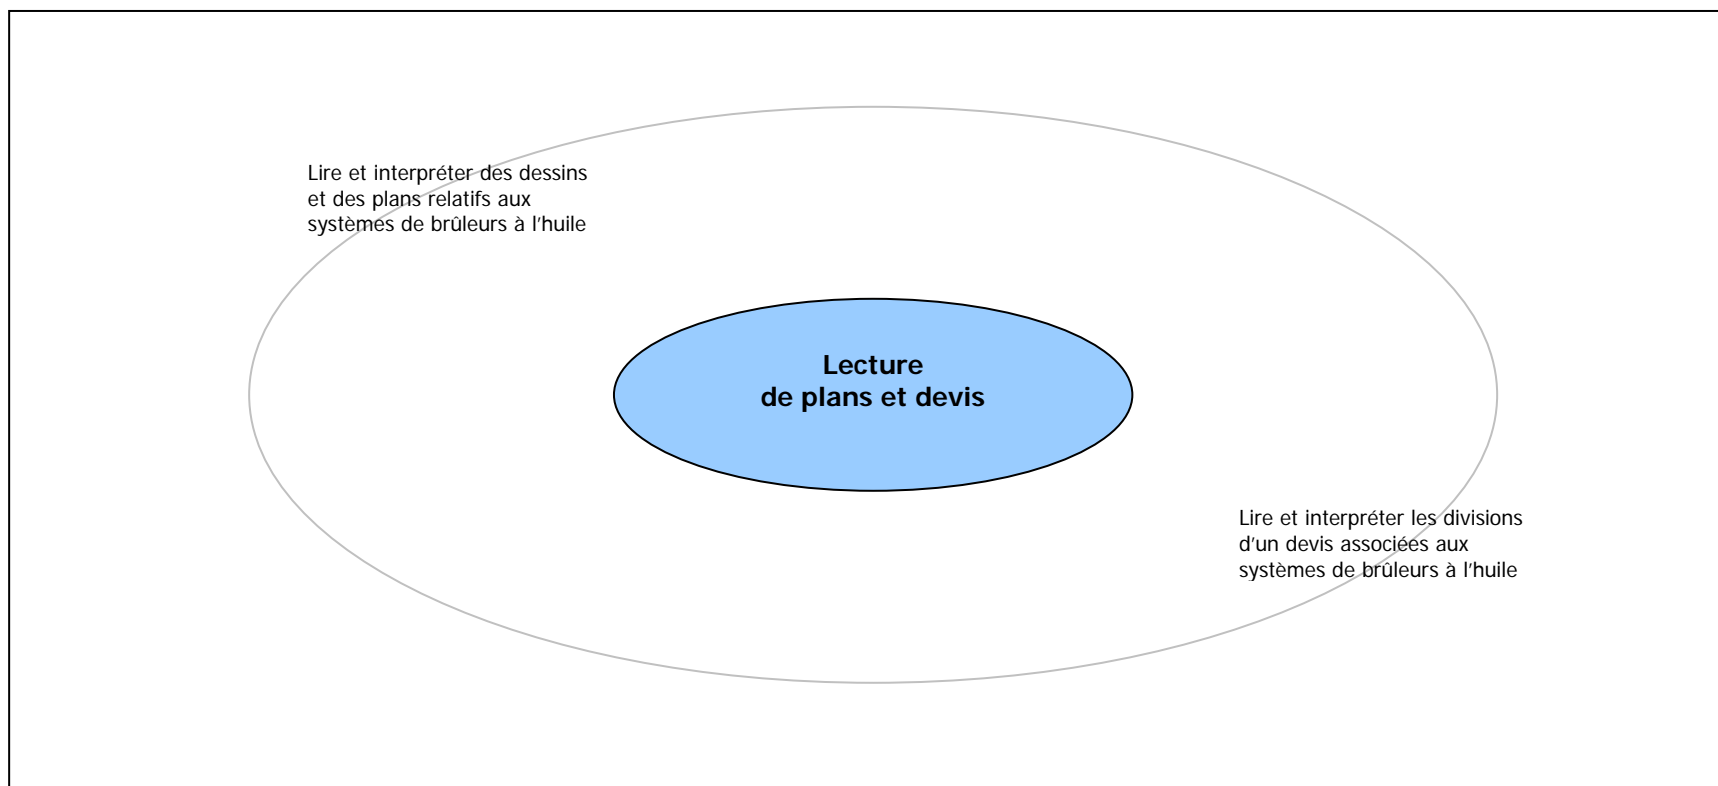 Lire et interpréter des dessins
et des plans relatifs aux
systèmes de brûleurs à l'huile
Lecture
de plans et devis
Lire et interpréter les divisions
d'un devis associées aux
systèmes de brûleurs à l'huile